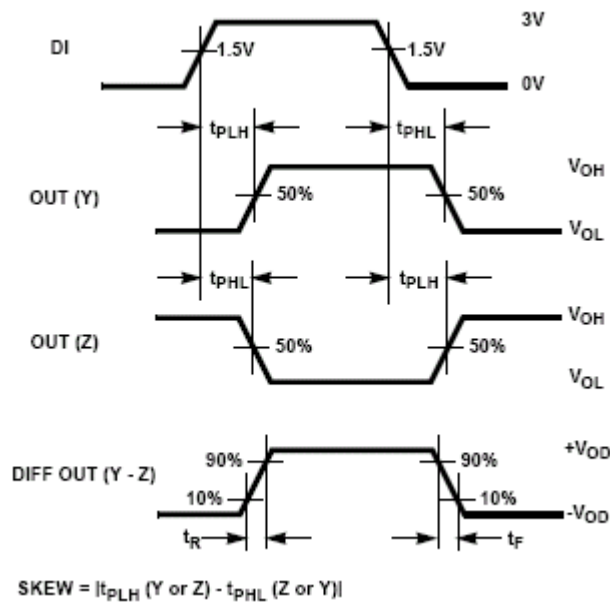 3V
DI
1.5V
1.5V
0V
tPLH
tPHL
VOH
OUT (Y)
50%
50%
VOL
tPHL
tPLH
VOH
OUT (Z)
50%
50%
VOL
+VOD
DIFF OUT (Y - Z)
90%
90%
10%
10%
-VOD
tR
tF
SKEW = |tPLH (Y or Z) - tPHL (Z or Y)|